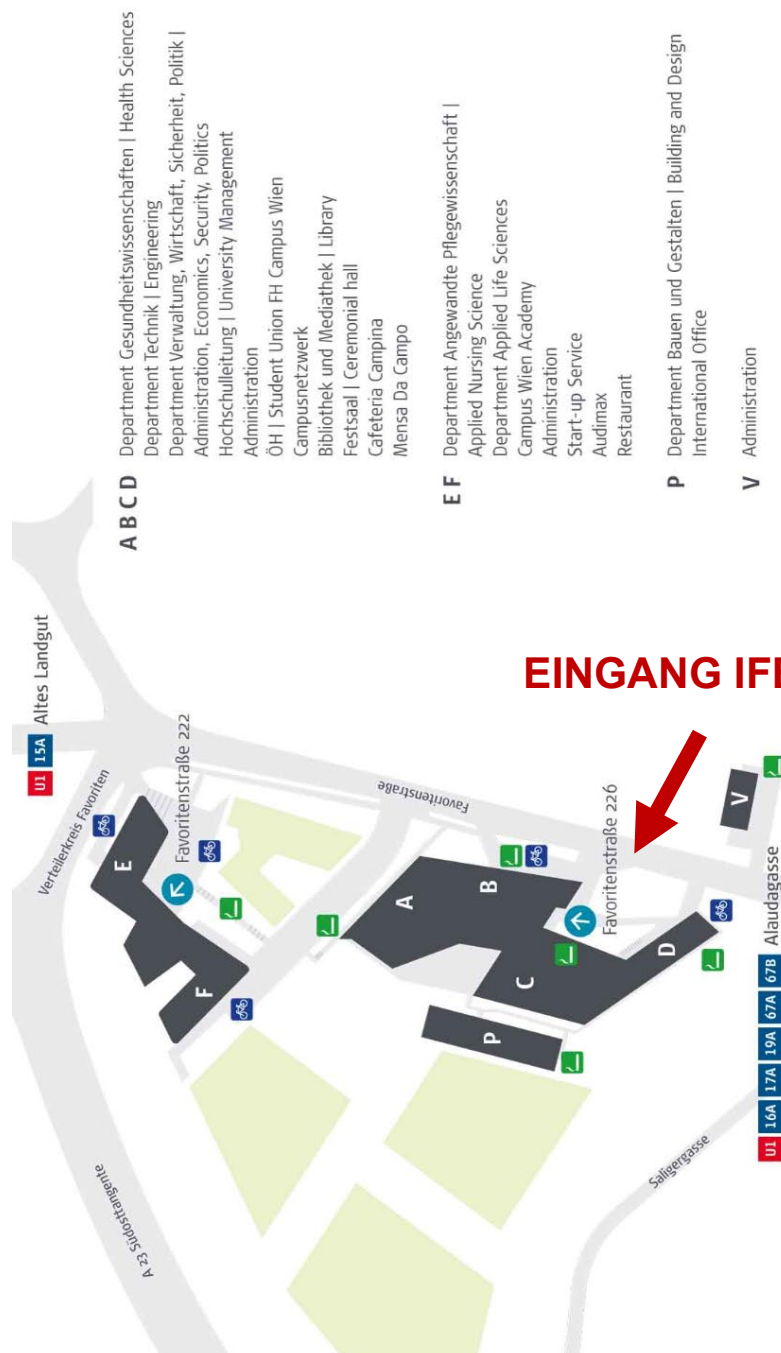 A B C D
Department Gesundheitswissenschaften | Health Sciences
Department Technik | Engineering
Department Verwaltung, Wirtschaft, Sicherheit, Politik |
Administration, Economics, Security, Politics
Hochschulleitung | University Management
Administration
ÖH | Student Union FH Campus Wien
Campusnetzwerk
Bibliothek und Mediathek | Library
Festsaal | Ceremonial hall
Cafeteria Campina
Mensa Da Campo
E F
Department Angewandte Pflegewissenschaft |
Applied Nursing Science
Department Applied Life Sciences
Campus Wien Academy
Administration
Start-up Service
Audimax
Restaurant
P
Department Bauen und Gestalten | Building and Design
International Office
V
Administration
U1 15A Altes Landgut
Verteilerkreis Favoriten
Favoritenstraße 222
E
F
A 23 Südosttangente
Favoritenstraße
A
B
C
D
P
V
Favoritenstraße 226
EINGANG
Saligergasse
U1 16A 17A 19A 67A 67B Alaudagasse